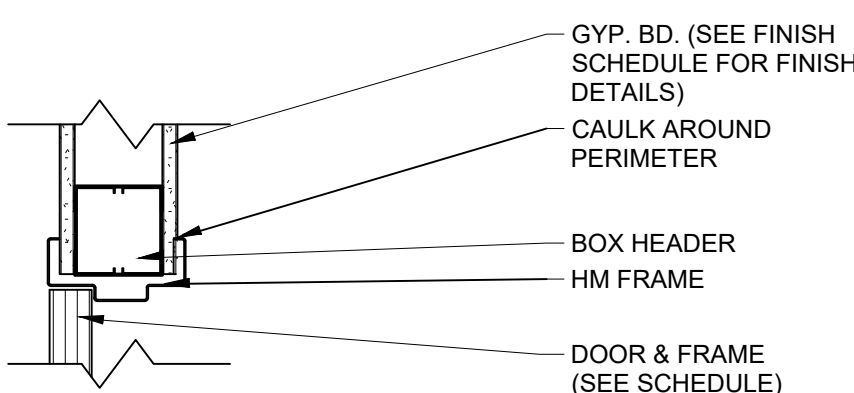 GYP. BD. (SEE FINISH
SCHEDULE FOR FINISH
DETAILS)
CAULK AROUND
PERIMETER
BOX HEADER
HM FRAME
DOOR & FRAME
(SEE SCHEDULE)